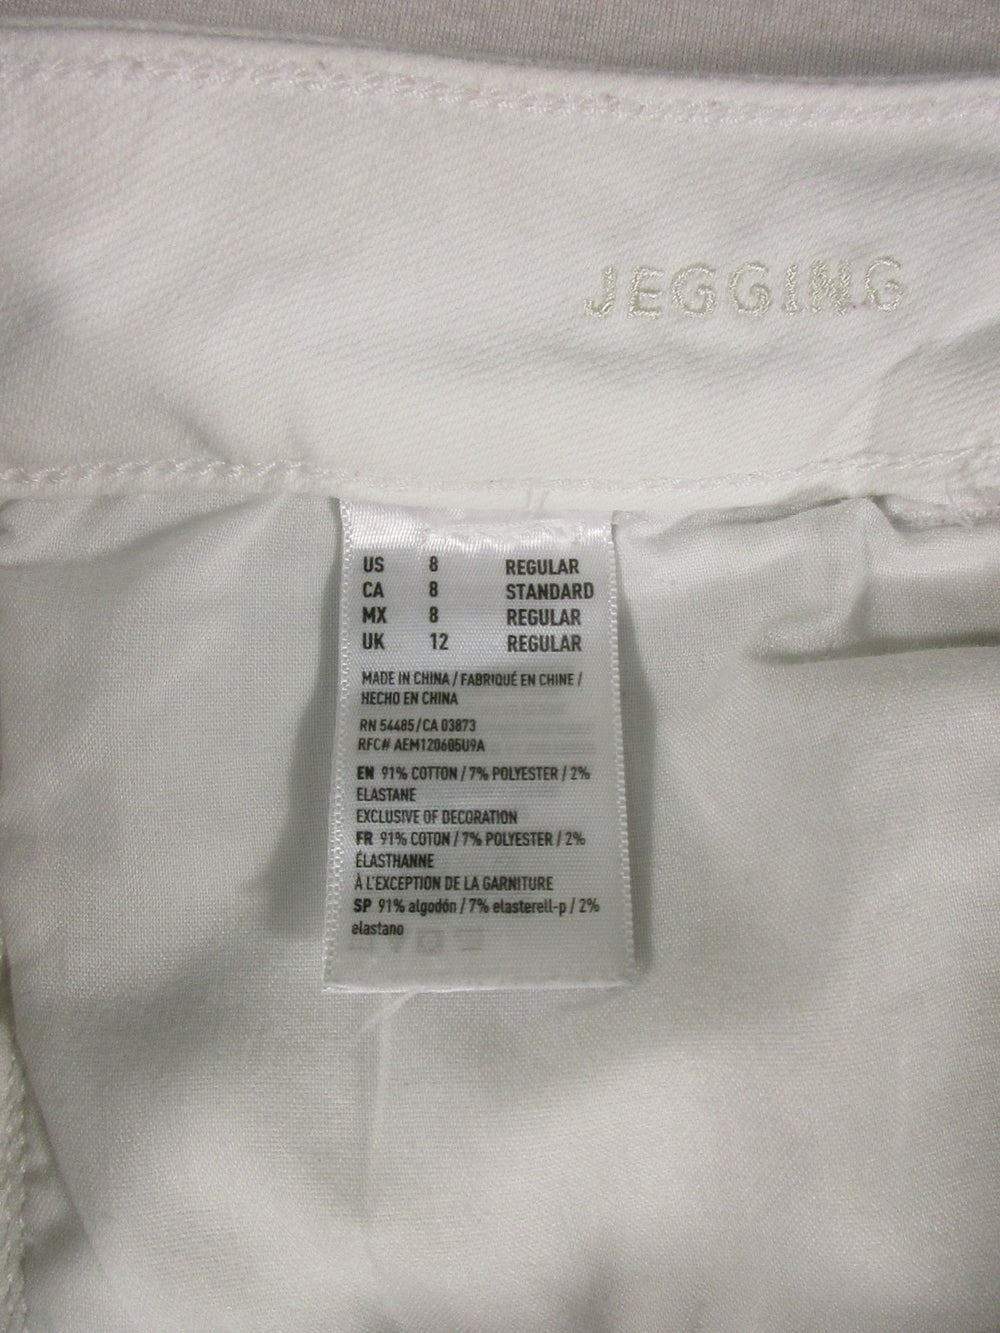 JEGGING
US 8 REGULAR
CA 8 STANDARD
MX 8 REGULAR
UK 12 REGULAR
MADE IN CHINA / FABRIQUÉ EN CHINE /
HECHO EN CHINA
RN 54485 / CA 03873
RFC# AEM120605U9A
EN 91% COTTON / 7% POLYESTER / 2%
ELASTANE
EXCLUSIVE OF DECORATION
FR 91% COTON / 7% POLYESTER / 2%
ÉLASTHANNE
À L'EXCEPTION DE LA GARNITURE
SP 91% algodón / 7% elasterell-p / 2%
elastano